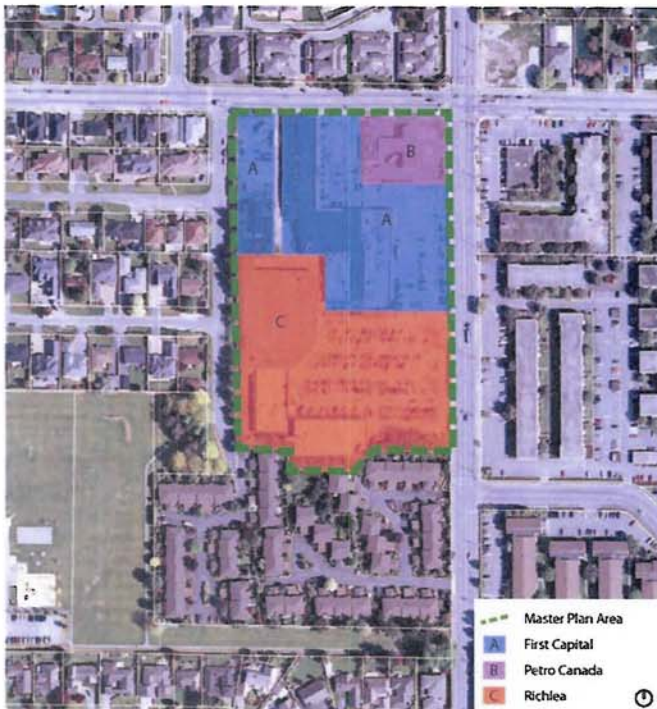 A
B
A
C
Master Plan Area
A First Capital
B Petro Canada
C Richlea